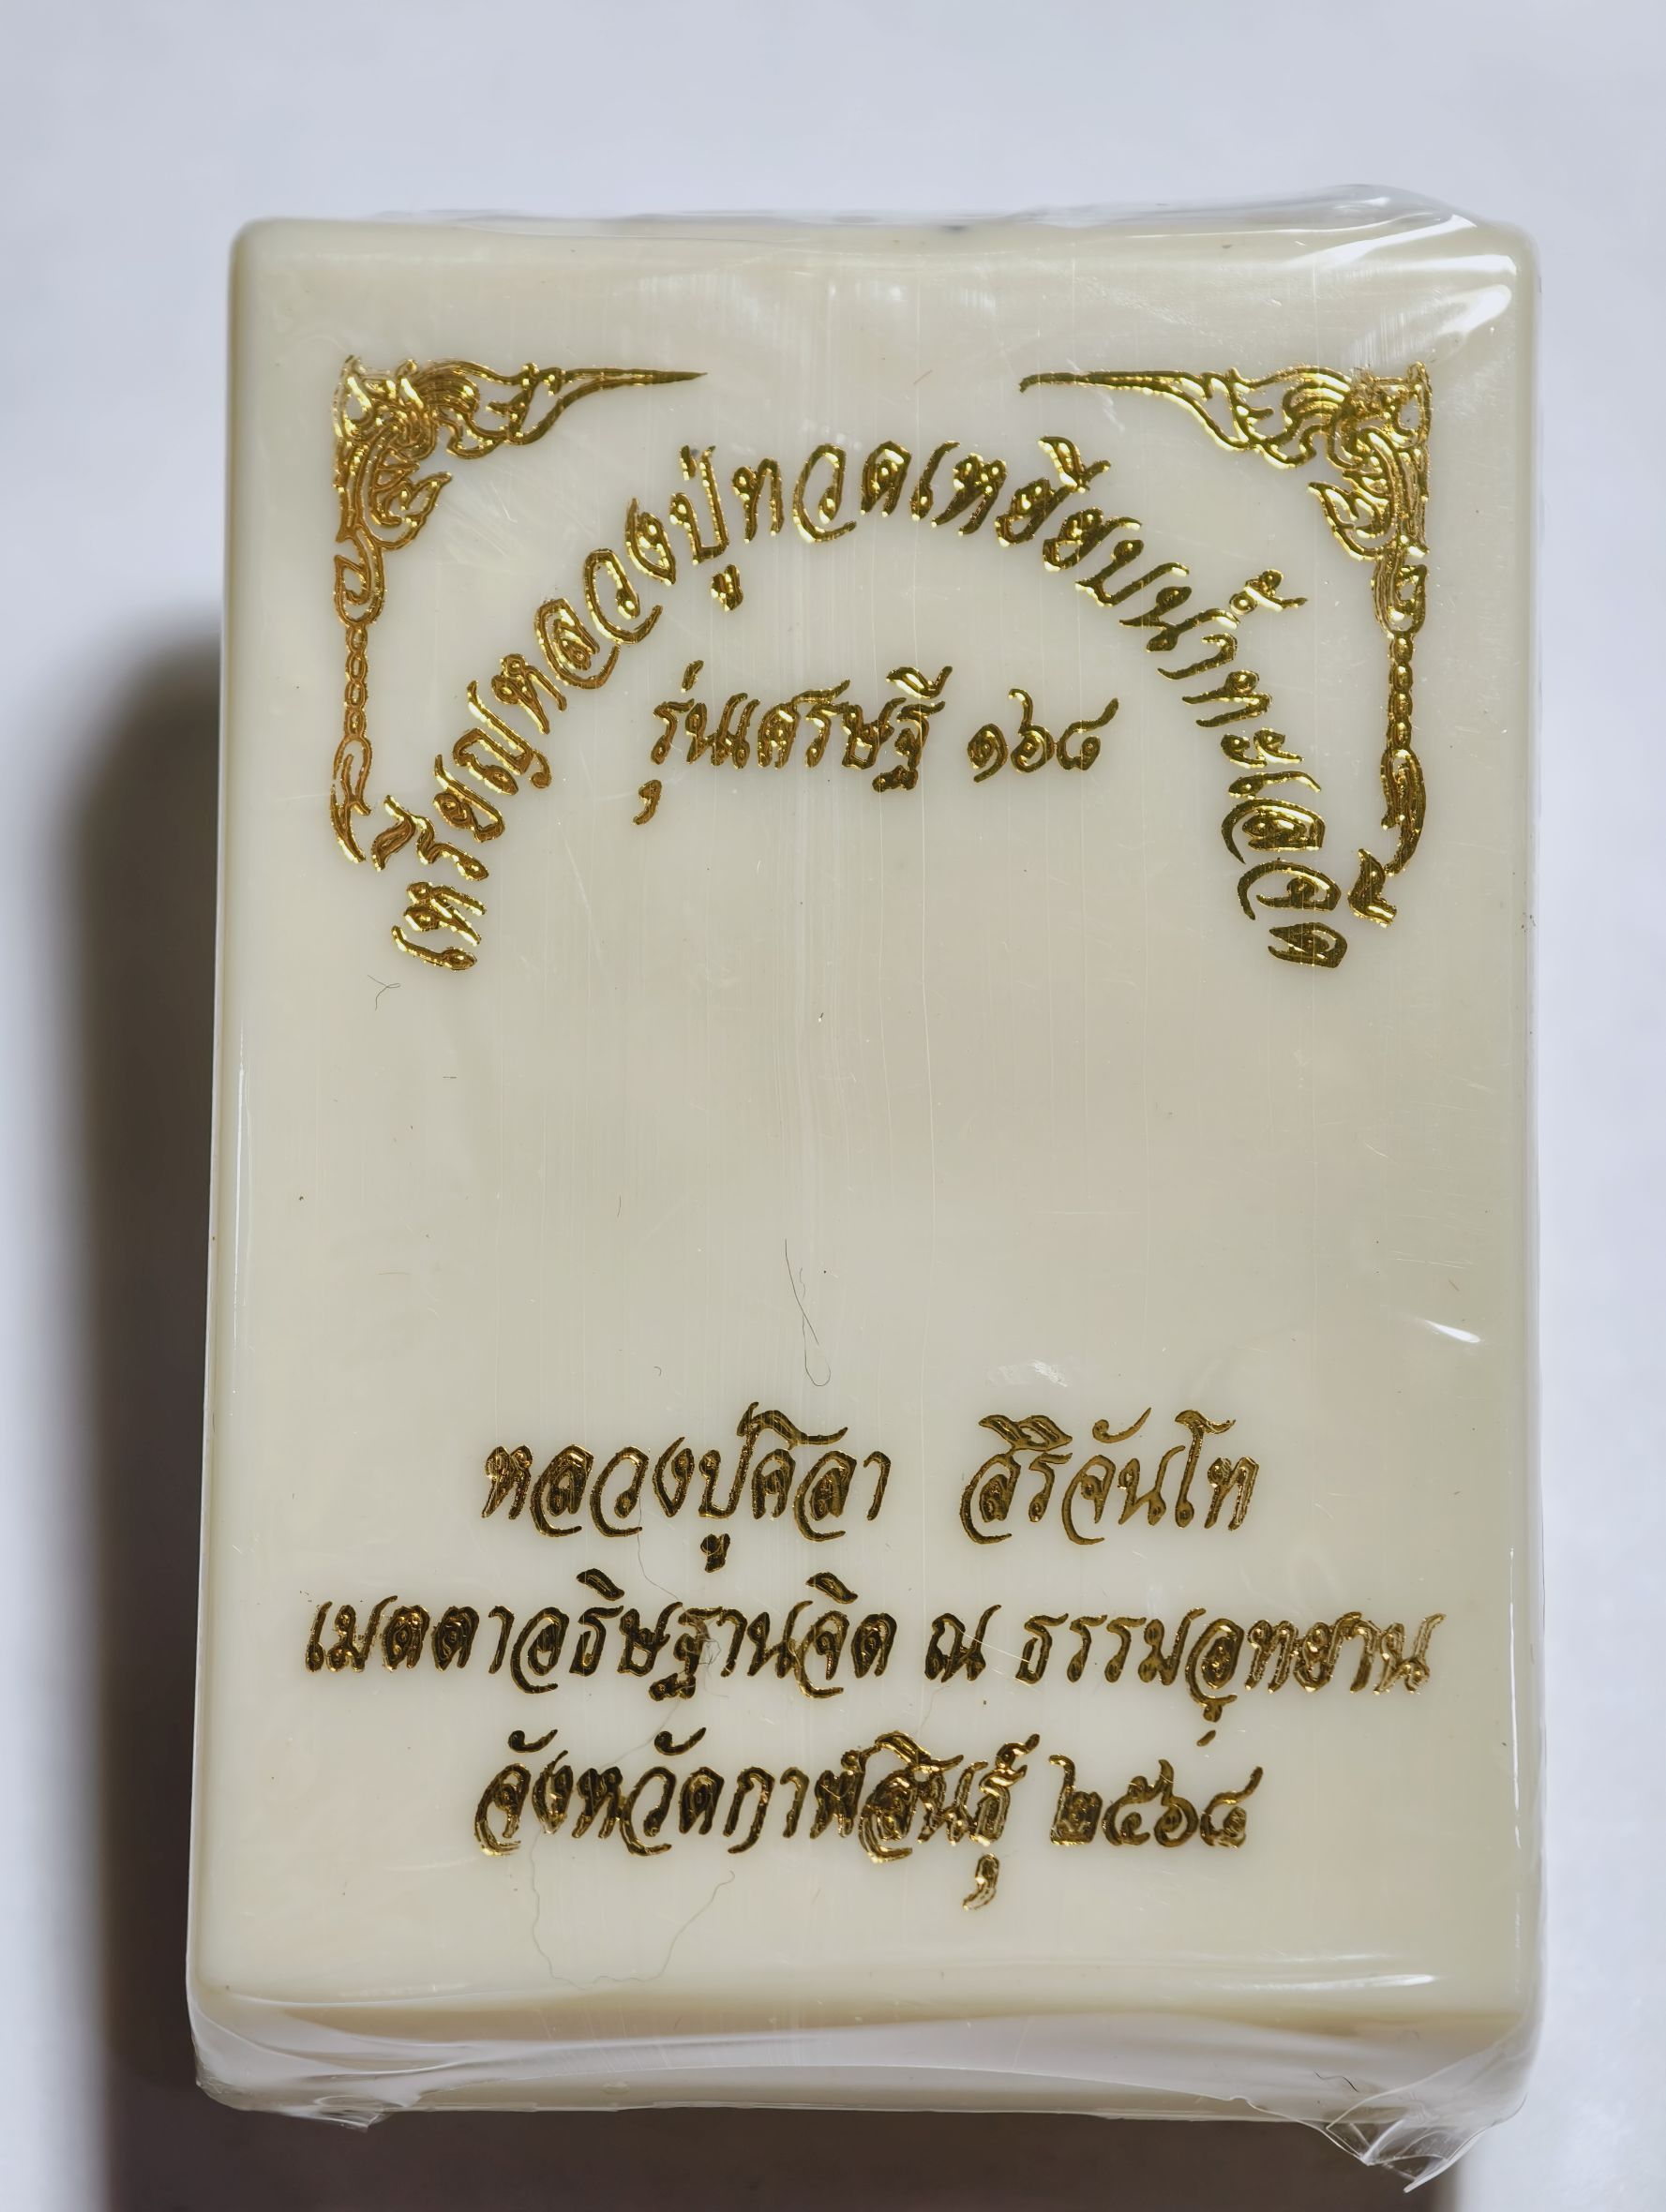 เหรียญหลวงปู่ทวดเหยียบน้ำทะเลจืด
รุ่นเศรษฐี ๑๖๘
หลวงปู่ศิลา สิริจันโท
เมตตาอธิษฐานจิต ณ ธรรมอุทยาน
จังหวัดกาฬสินธุ์ ๒๕๖๘